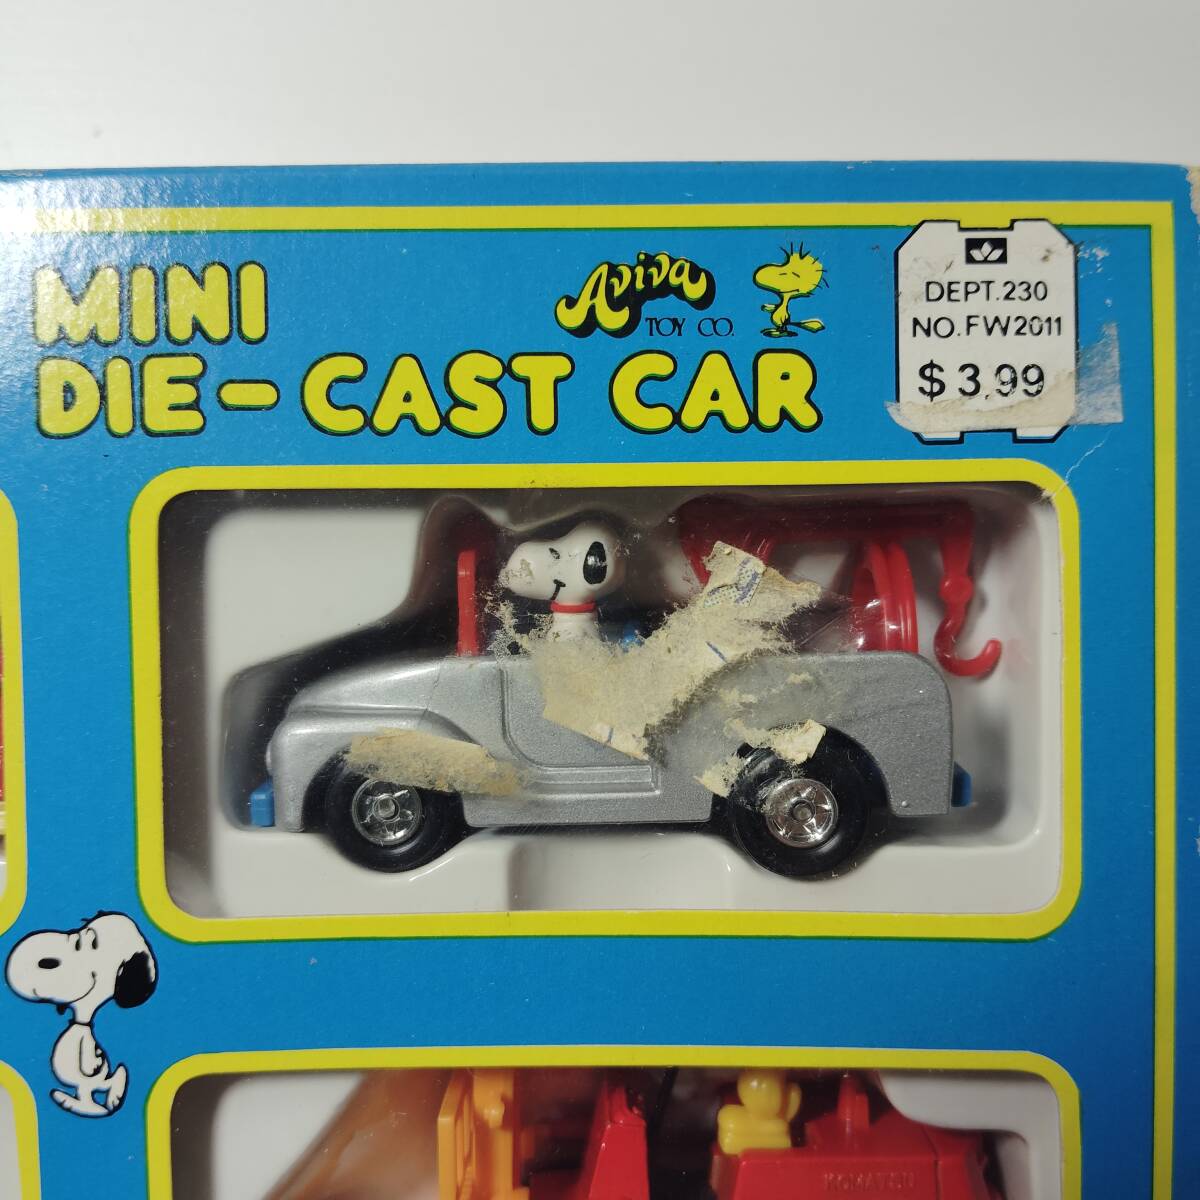 MINI
DIE-CAST CAR
Aviva
TOY CO.
DEPT.230
NO.FW2011
$3.99